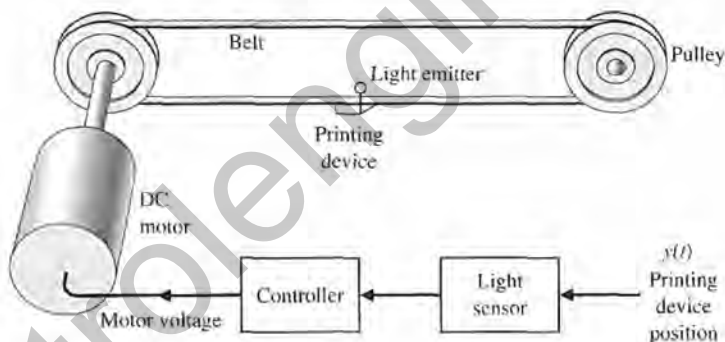 Belt
Pulley
Light emitter
Printing
device
DC
motor
Controller
Light
sensor
y(t)
Printing
device
position
Motor voltage